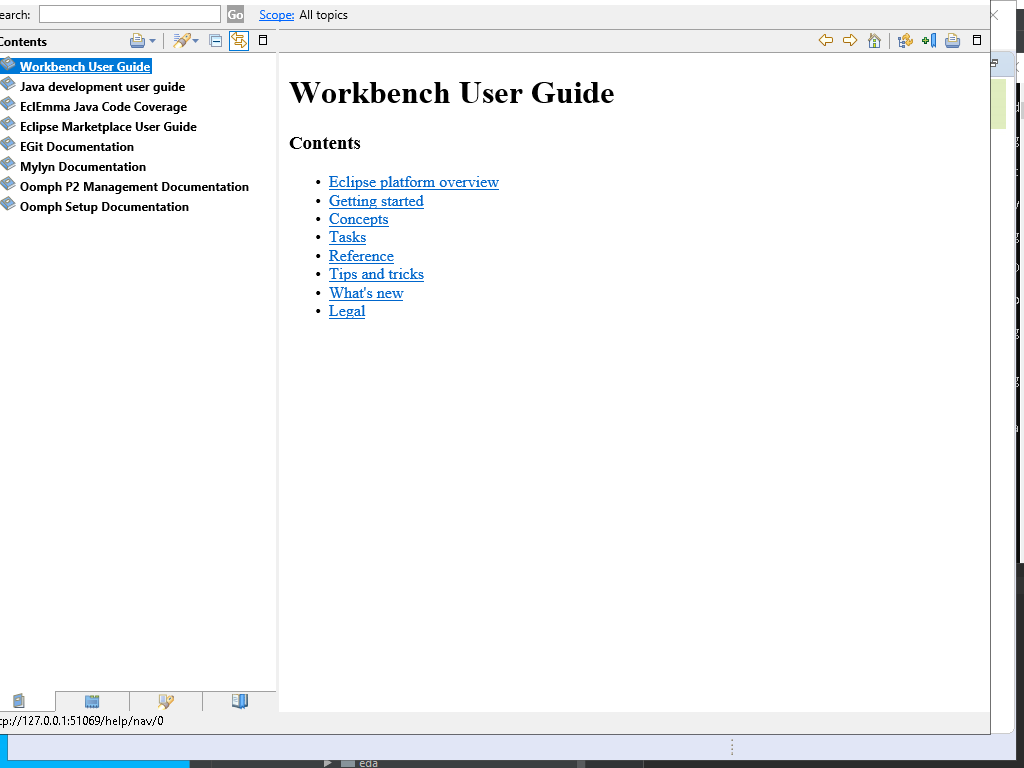 earch:
Go
Scope: All topics
Contents
Workbench User Guide
Java development user guide
EclEmma Java Code Coverage
Eclipse Marketplace User Guide
EGit Documentation
Mylyn Documentation
Oomph P2 Management Documentation
Oomph Setup Documentation
Workbench User Guide
Contents
Eclipse platform overview
Getting started
Concepts
Tasks
Reference
Tips and tricks
What's new
Legal
cp://127.0.0.1:51069/help/nav/0
eda